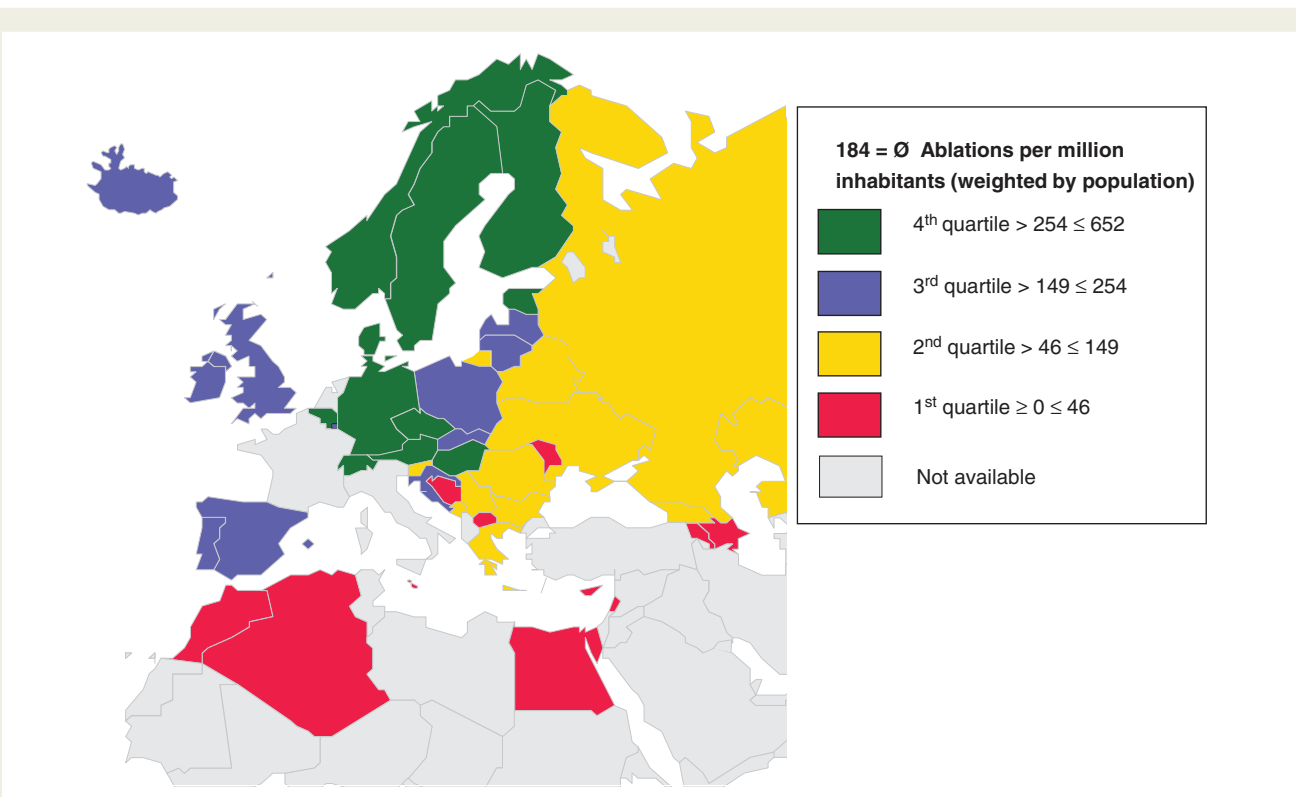 184 = Ø Ablations per million
inhabitants (weighted by population)
4th quartile > 254 ≤ 652
3rd quartile > 149 ≤ 254
2nd quartile > 46 ≤ 149
1st quartile ≥ 0 ≤ 46
Not available